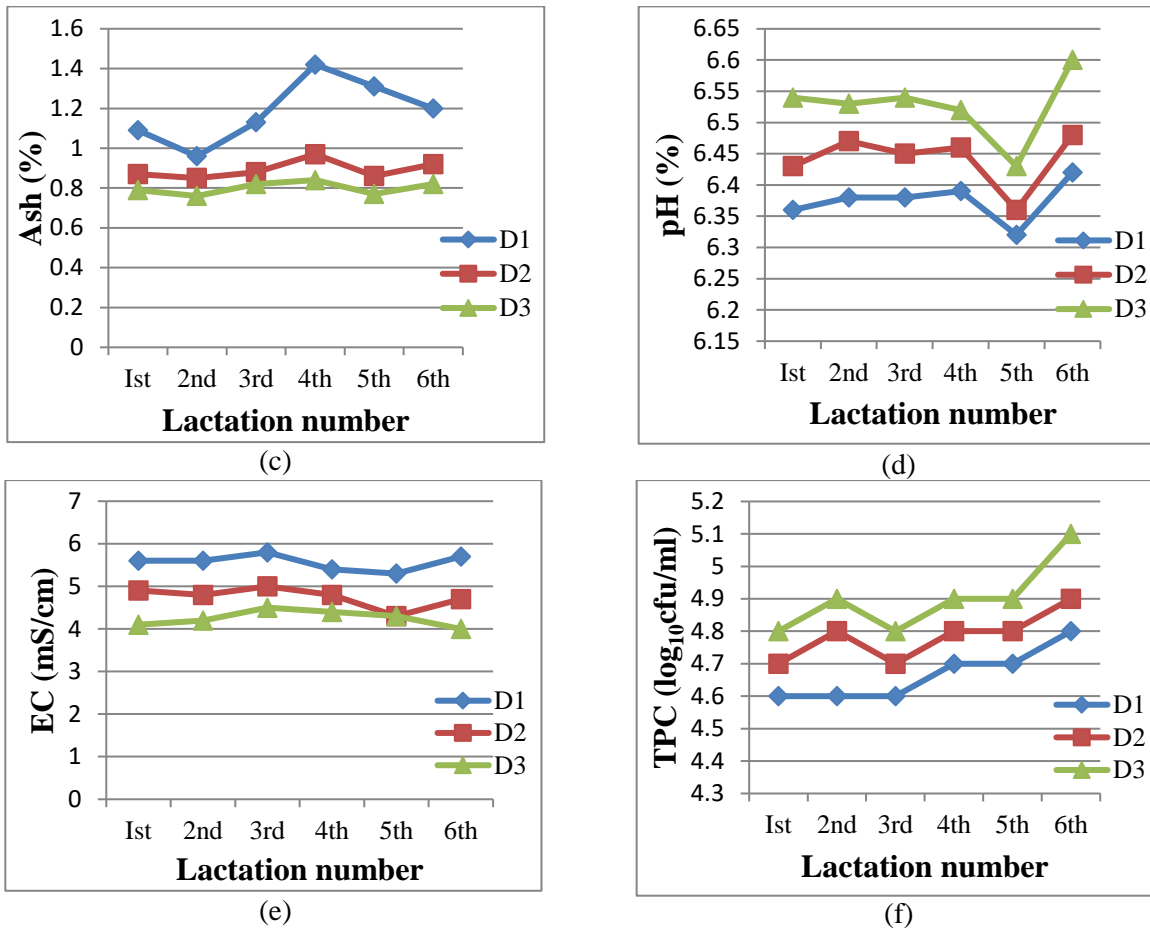 Ash (%)
1.6
1.4
1.2
1
0.8
0.6
0.4
0.2
0
Ist 2nd 3rd 4th 5th 6th
Lactation number
D1
D2
D3
(c)
pH (%)
6.65
6.6
6.55
6.5
6.45
6.4
6.35
6.3
6.25
6.2
6.15
Ist 2nd 3rd 4th 5th 6th
Lactation number
D1
D2
D3
(d)
EC (mS/cm)
7
6
5
4
3
2
1
0
Ist 2nd 3rd 4th 5th 6th
Lactation number
D1
D2
D3
(e)
TPC (log₁₀cfu/ml)
5.2
5.1
5
4.9
4.8
4.7
4.6
4.5
4.4
4.3
Ist 2nd 3rd 4th 5th 6th
Lactation number
D1
D2
D3
(f)